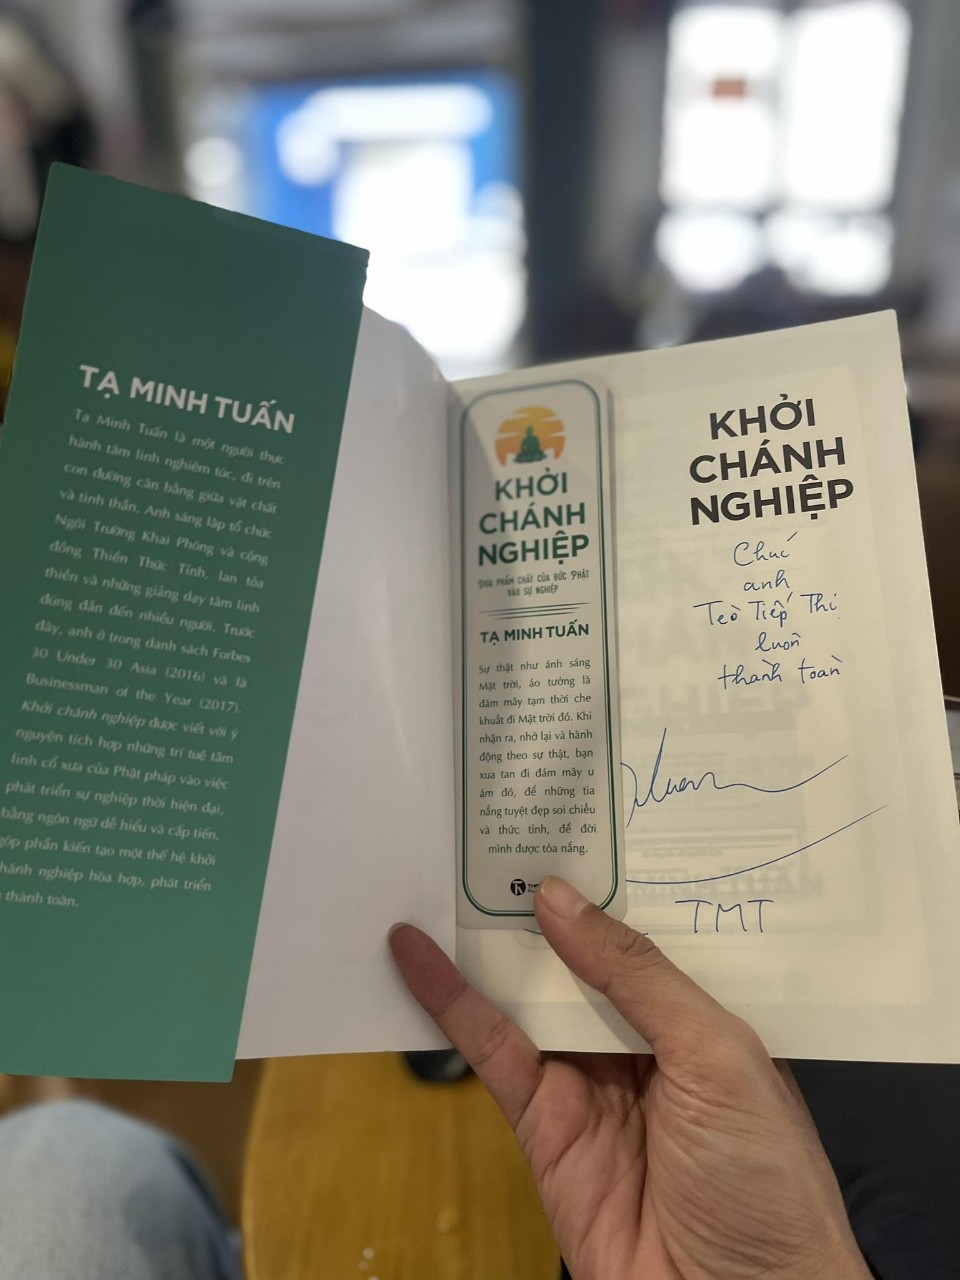 TẠ MINH TUẤN
Tạ Minh Tuấn là một người thực
hành tâm linh nghiêm túc, đi trên
con đường cân bằng giữa vật chất
và tinh thần. Anh sáng lập tổ chức
Ngôi Trường Khai Phóng và cộng
đồng Thiền Thức Tỉnh, lan tỏa
thiền và những giảng dạy tâm linh
đúng đắn đến nhiều người. Trước
đây, anh ở trong danh sách Forbes
30 Under 30 Asia (2016) và là
Businessman of the Year (2017).
Khởi chánh nghiệp được viết với ý
nguyện tích hợp những trí tuệ tâm
linh cổ xưa của Phật pháp vào việc
phát triển sự nghiệp thời hiện đại,
bằng ngôn ngữ dễ hiểu và cấp tiến,
góp phần kiến tạo một thế hệ khởi
chánh nghiệp hòa hợp, phát triển
thành toàn.
KHỞI
CHÁNH
NGHIỆP
ĐƯA PHẨM CHẤT CỦA ĐỨC PHẬT
VÀO SỰ NGHIỆP
TẠ MINH TUẤN
Sự thật như ánh sáng
Mặt trời, ảo tưởng là
đám mây tạm thời che
khuất đi Mặt trời đó. Khi
nhận ra, nhớ lại và hành
động theo sự thật, bạn
xua tan đi đám mây u
ám đó, để những tia
nắng tuyệt đẹp soi chiếu
và thức tỉnh, để đời
mình được tỏa nắng.
KHỞI
CHÁNH
NGHIỆP
Chúc
anh
Tèo Tiếp Thị
luôn
thành toàn
TMT